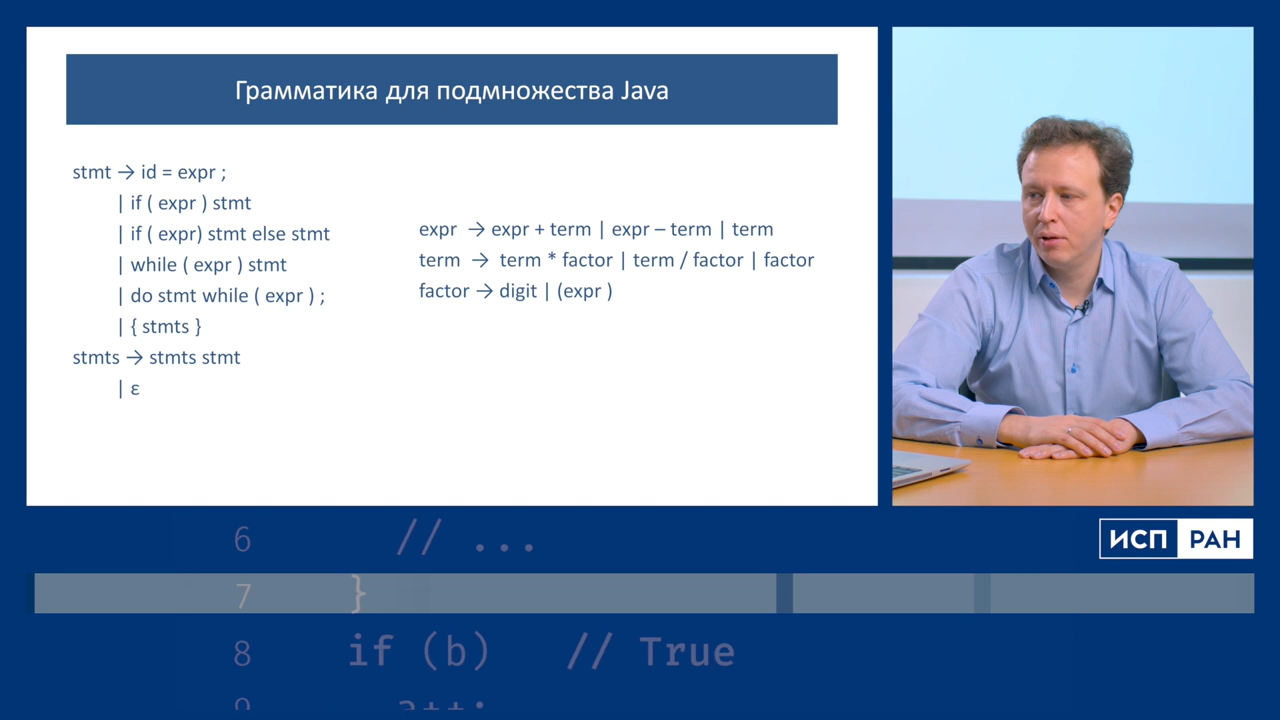 Грамматика для подмножества Java
stmt → id = expr ;
| if ( expr ) stmt
| if ( expr) stmt else stmt
| while ( expr ) stmt
| do stmt while ( expr ) ;
| { stmts }
stmts → stmts stmt
| ε
expr → expr + term | expr – term | term
term → term * factor | term / factor | factor
factor → digit | (expr )
ИСП РАН
6 // ...
7 }
8 if (b) // True
9 a++;